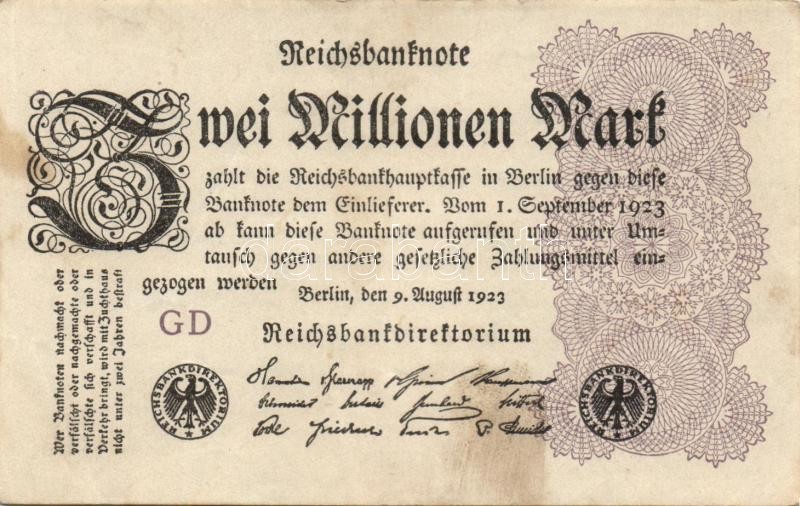 Reichsbanknote
Zwei Millionen Mark
zahlt die Reichsbankhauptkasse in Berlin gegen diese
Banknote dem Einlieferer. Vom 1. September 1923
ab kann diese Banknote aufgerufen und unter Um-
tausch gegen andere gesetzliche Zahlungsmittel ein-
gezogen werden
Berlin, den 9. August 1923
GD
Reichsbankdirektorium
REICHSBANKDIREKTORIUM
REICHSBANKDIREKTORIUM
Wer Banknoten nachmacht oder
verfälscht oder nachgemachte oder
verfälschte sich verschafft und in
Verkehr bringt, wird mit Zuchthaus
nicht unter zwei Jahren bestraft
darabanth